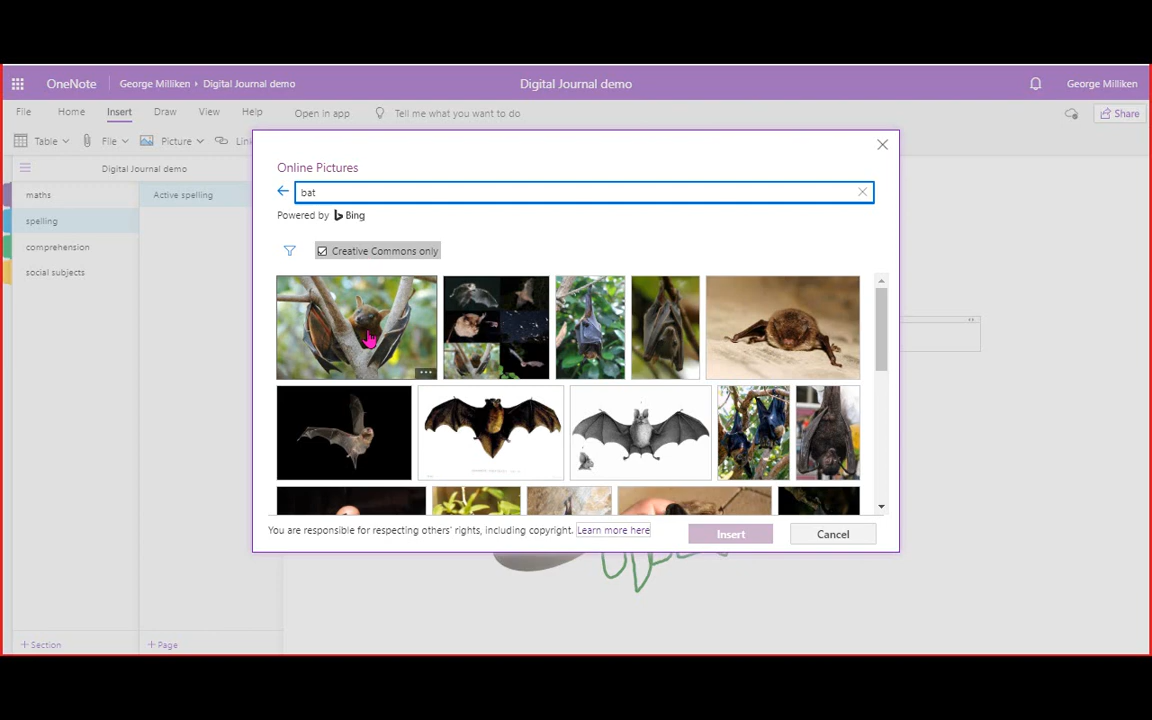 OneNote George Milliken › Digital Journal demo Digital Journal demo George Milliken
File Home Insert Draw View Help Open in app Tell me what you want to do Share
Table File Picture Link
Digital Journal demo
maths
spelling
comprehension
social subjects
Active spelling
Online Pictures
bat
Powered by Bing
Creative Commons only
You are responsible for respecting others' rights, including copyright. Learn more here
Insert Cancel
+ Section + Page